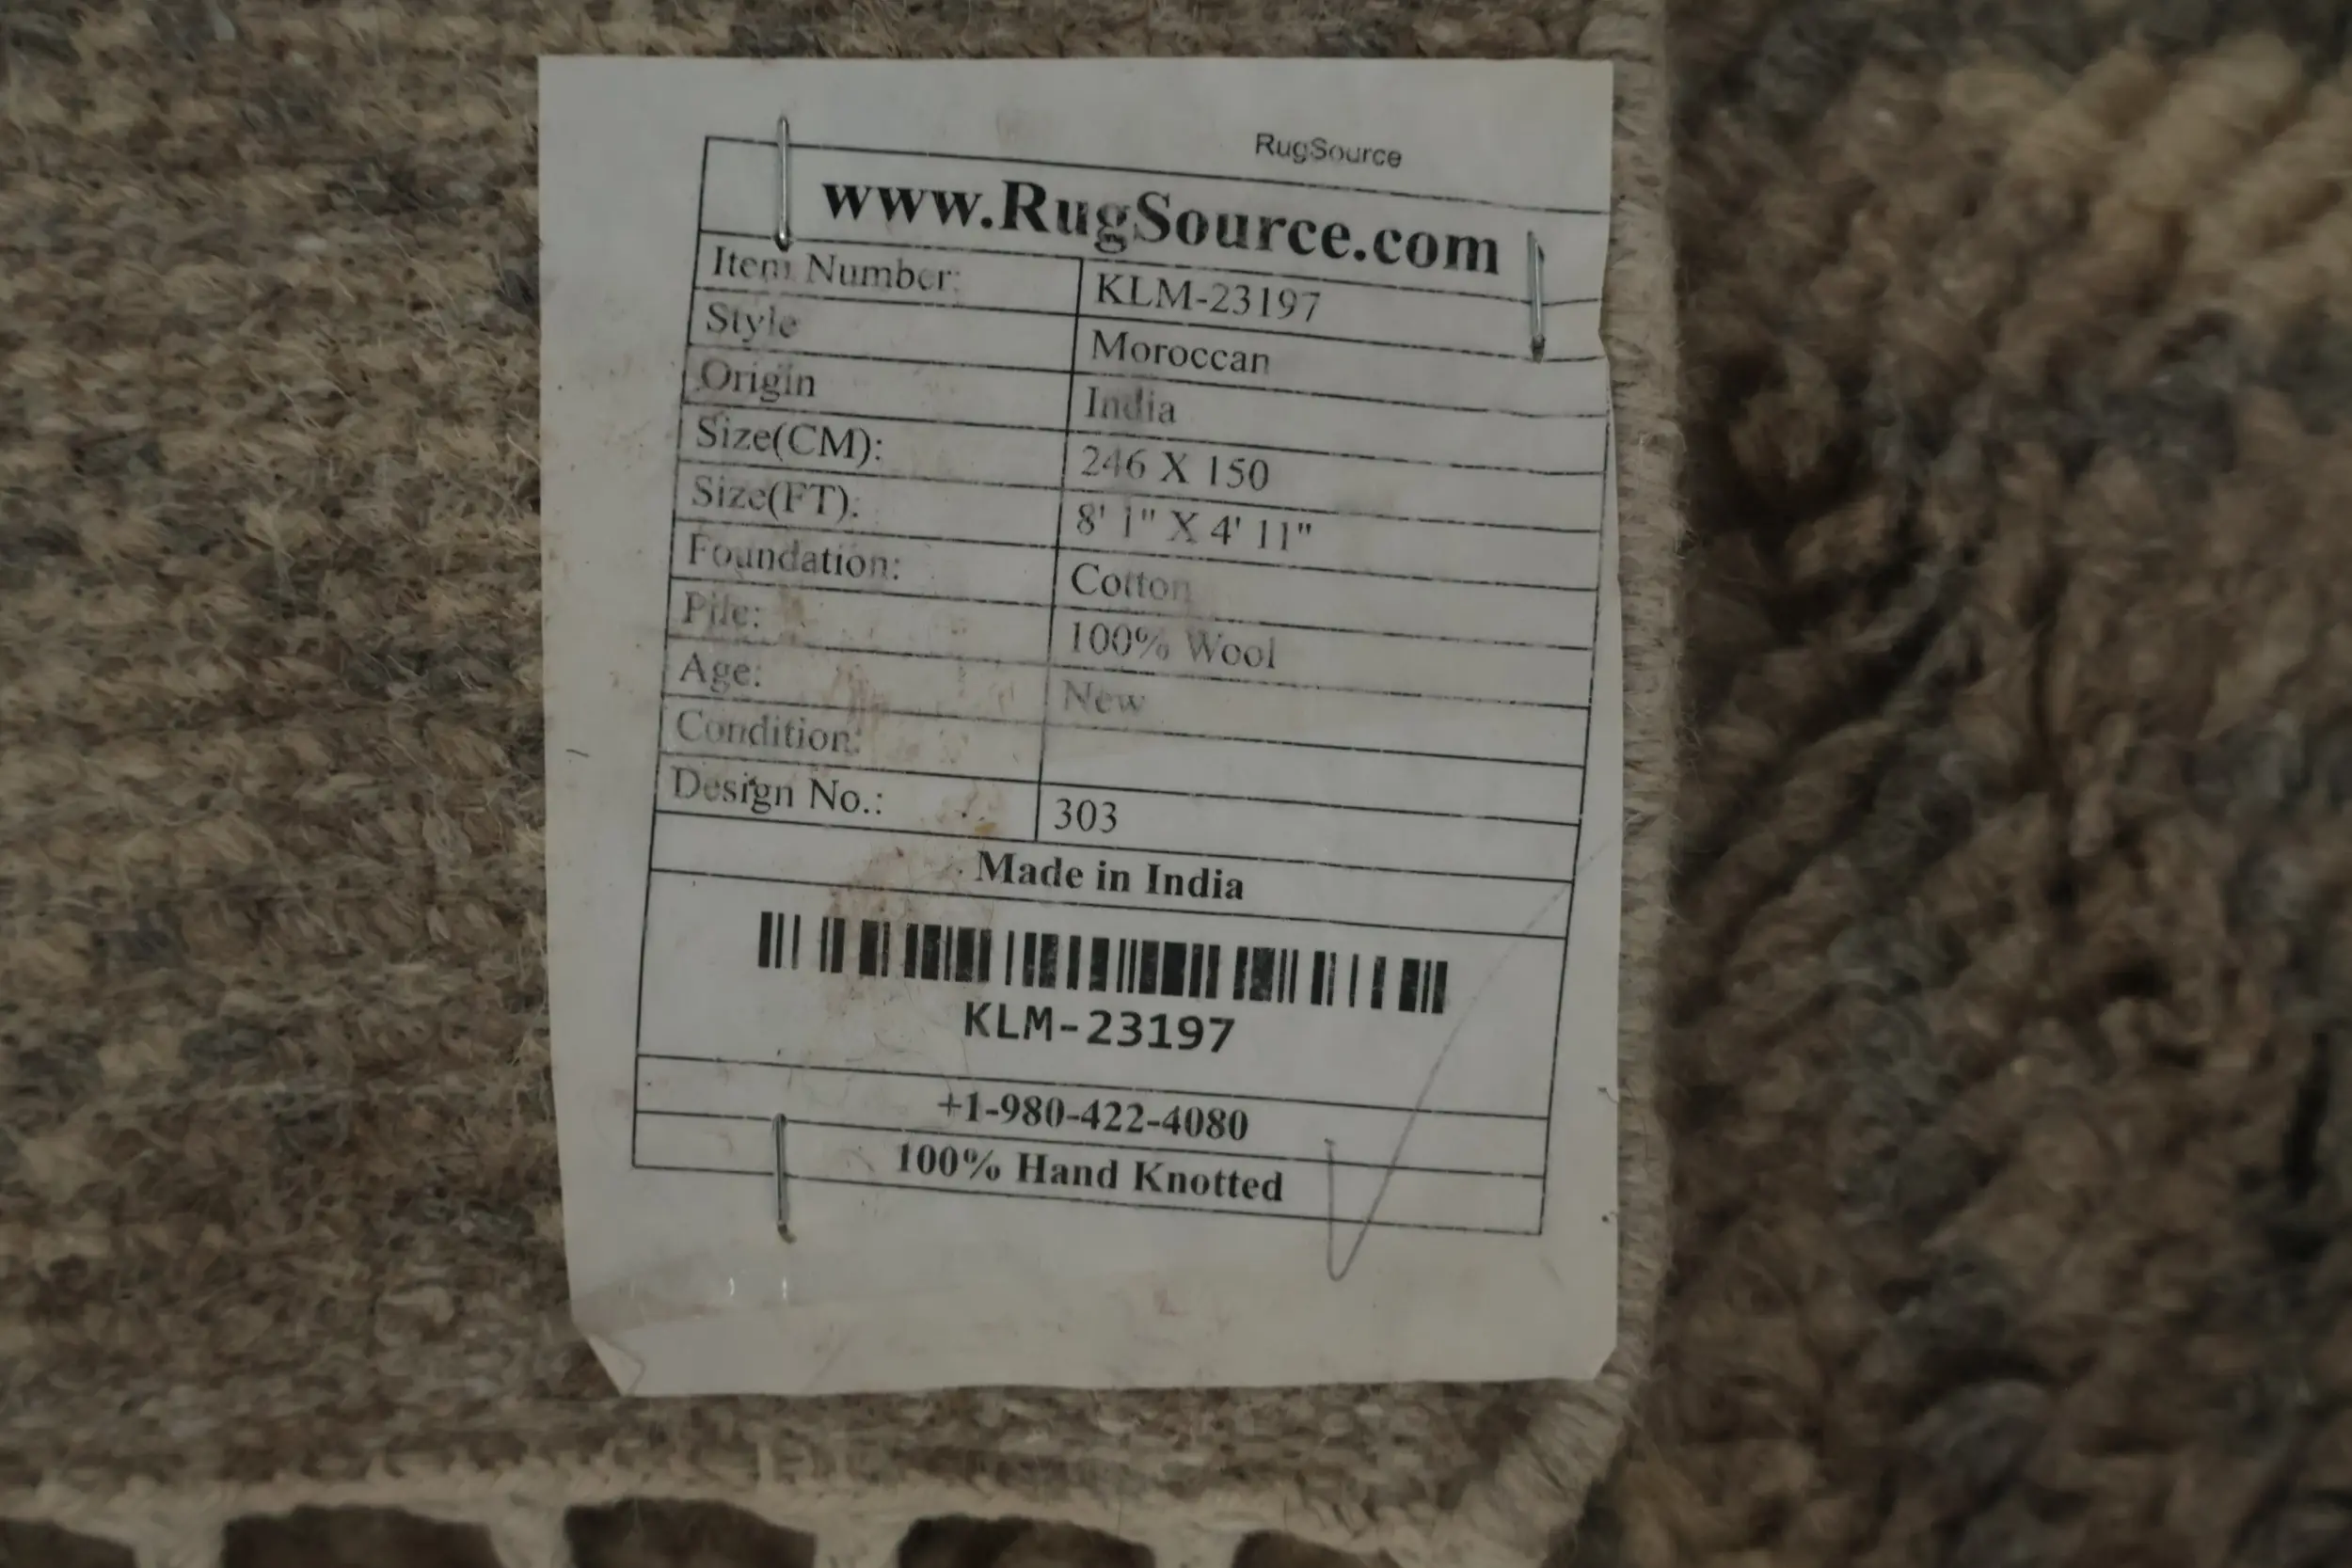 RugSource
www.RugSource.com
Item Number: KLM-23197
Style Moroccan
Origin India
Size(CM): 246 X 150
Size(FT): 8' 1" X 4' 11"
Foundation: Cotton
Pile: 100% Wool
Age: New
Condition:
Design No.: 303
Made in India
KLM-23197
+1-980-422-4080
100% Hand Knotted